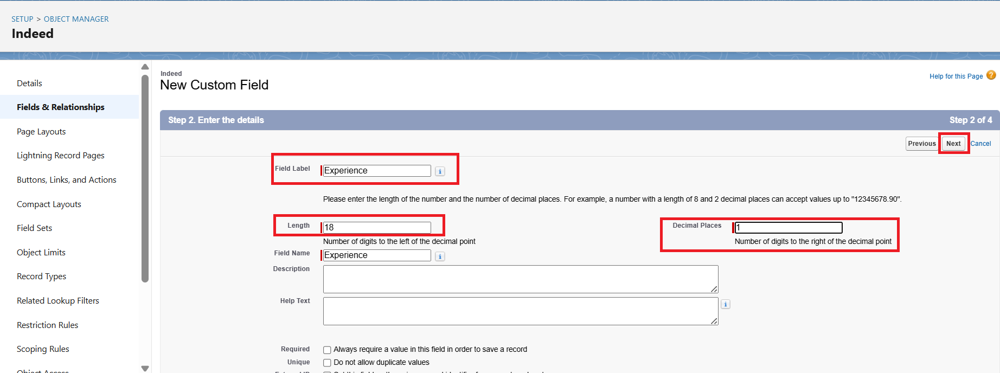 SETUP > OBJECT MANAGER
Indeed
Details
Fields & Relationships
Page Layouts
Lightning Record Pages
Buttons, Links, and Actions
Compact Layouts
Field Sets
Object Limits
Record Types
Related Lookup Filters
Restriction Rules
Scoping Rules
Object Access
Indeed
New Custom Field
Help for this Page
Step 2. Enter the details Step 2 of 4
Previous Next Cancel
Field Label Experience
Please enter the length of the number and the number of decimal places. For example, a number with a length of 8 and 2 decimal places can accept values up to "12345678.90".
Length 18 Decimal Places 1
Number of digits to the left of the decimal point Number of digits to the right of the decimal point
Field Name Experience
Description
Help Text
Required Always require a value in this field in order to save a record
Unique Do not allow duplicate values